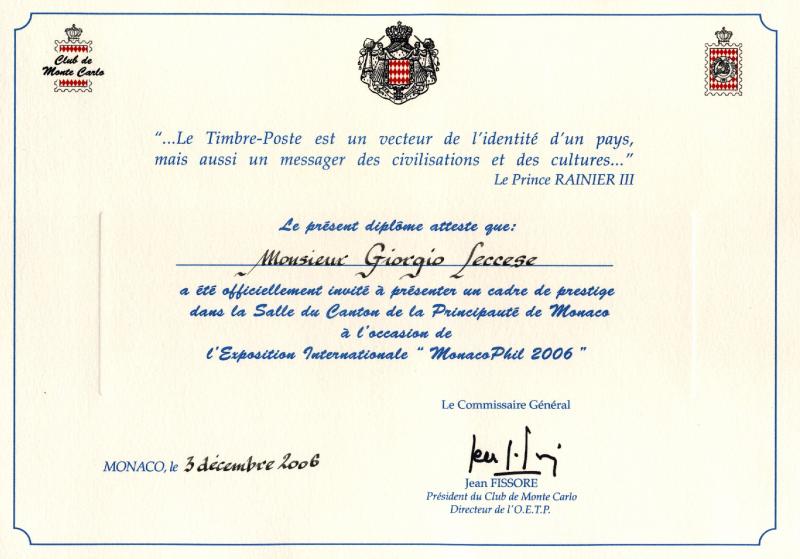 Club de
Monte Carlo
“...Le Timbre-Poste est un vecteur de l’identité d’un pays,
mais aussi un messager des civilisations et des cultures...”
Le Prince RAINIER III
Le présent diplôme atteste que:
Monsieur Giorgio Leccese
a été officiellement invité à présenter un cadre de prestige
dans la Salle du Canton de la Principauté de Monaco
à l’occasion de
l’Exposition Internationale “ MonacoPhil 2006 ”
Le Commissaire Général
MONACO, le 3 décembre 2006
Jean FISSORE
Président du Club de Monte Carlo
Directeur de l’O.E.T.P.